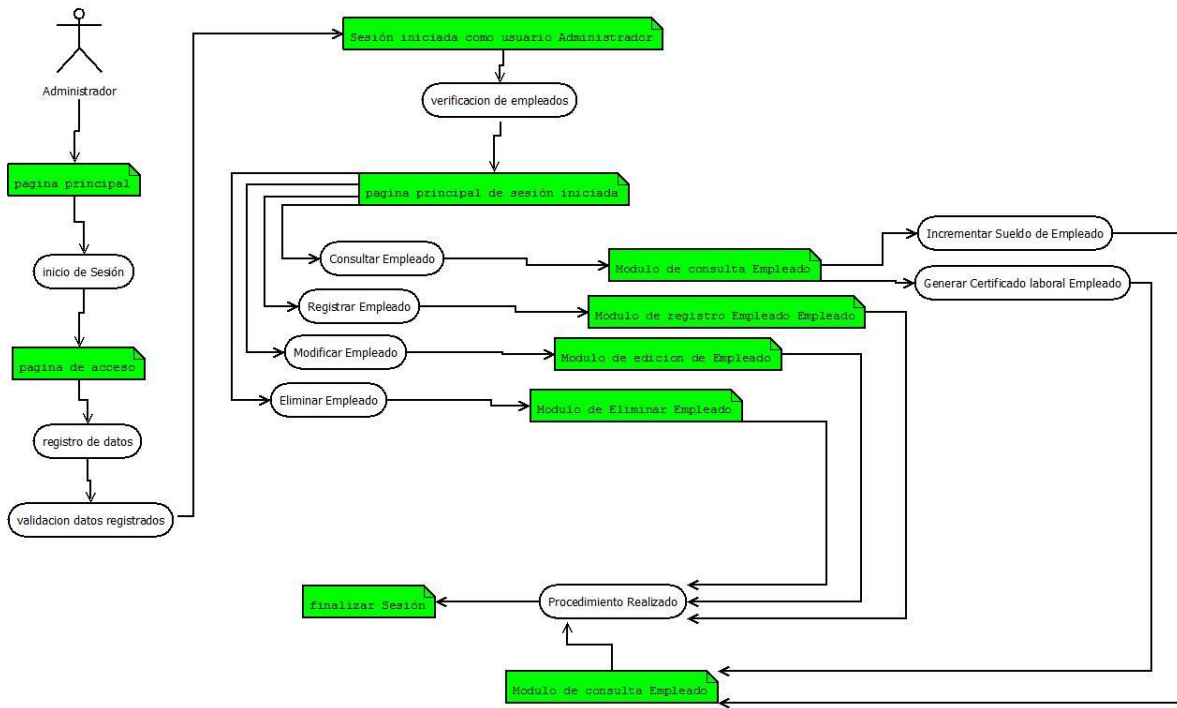 Administrador
pagina principal
inicio de Sesión
pagina de acceso
registro de datos
validacion datos registrados
Sesión iniciada como usuario Administrador
verificacion de empleados
pagina principal de sesión iniciada
Consultar Empleado
Modulo de consulta Empleado
Incrementar Sueldo de Empleado
Generar Certificado laboral Empleado
Registrar Empleado
Modulo de registro Empleado Empleado
Modificar Empleado
Modulo de edicion de Empleado
Eliminar Empleado
Modulo de Eliminar Empleado
Procedimiento Realizado
finalizar Sesión
Modulo de consulta Empleado